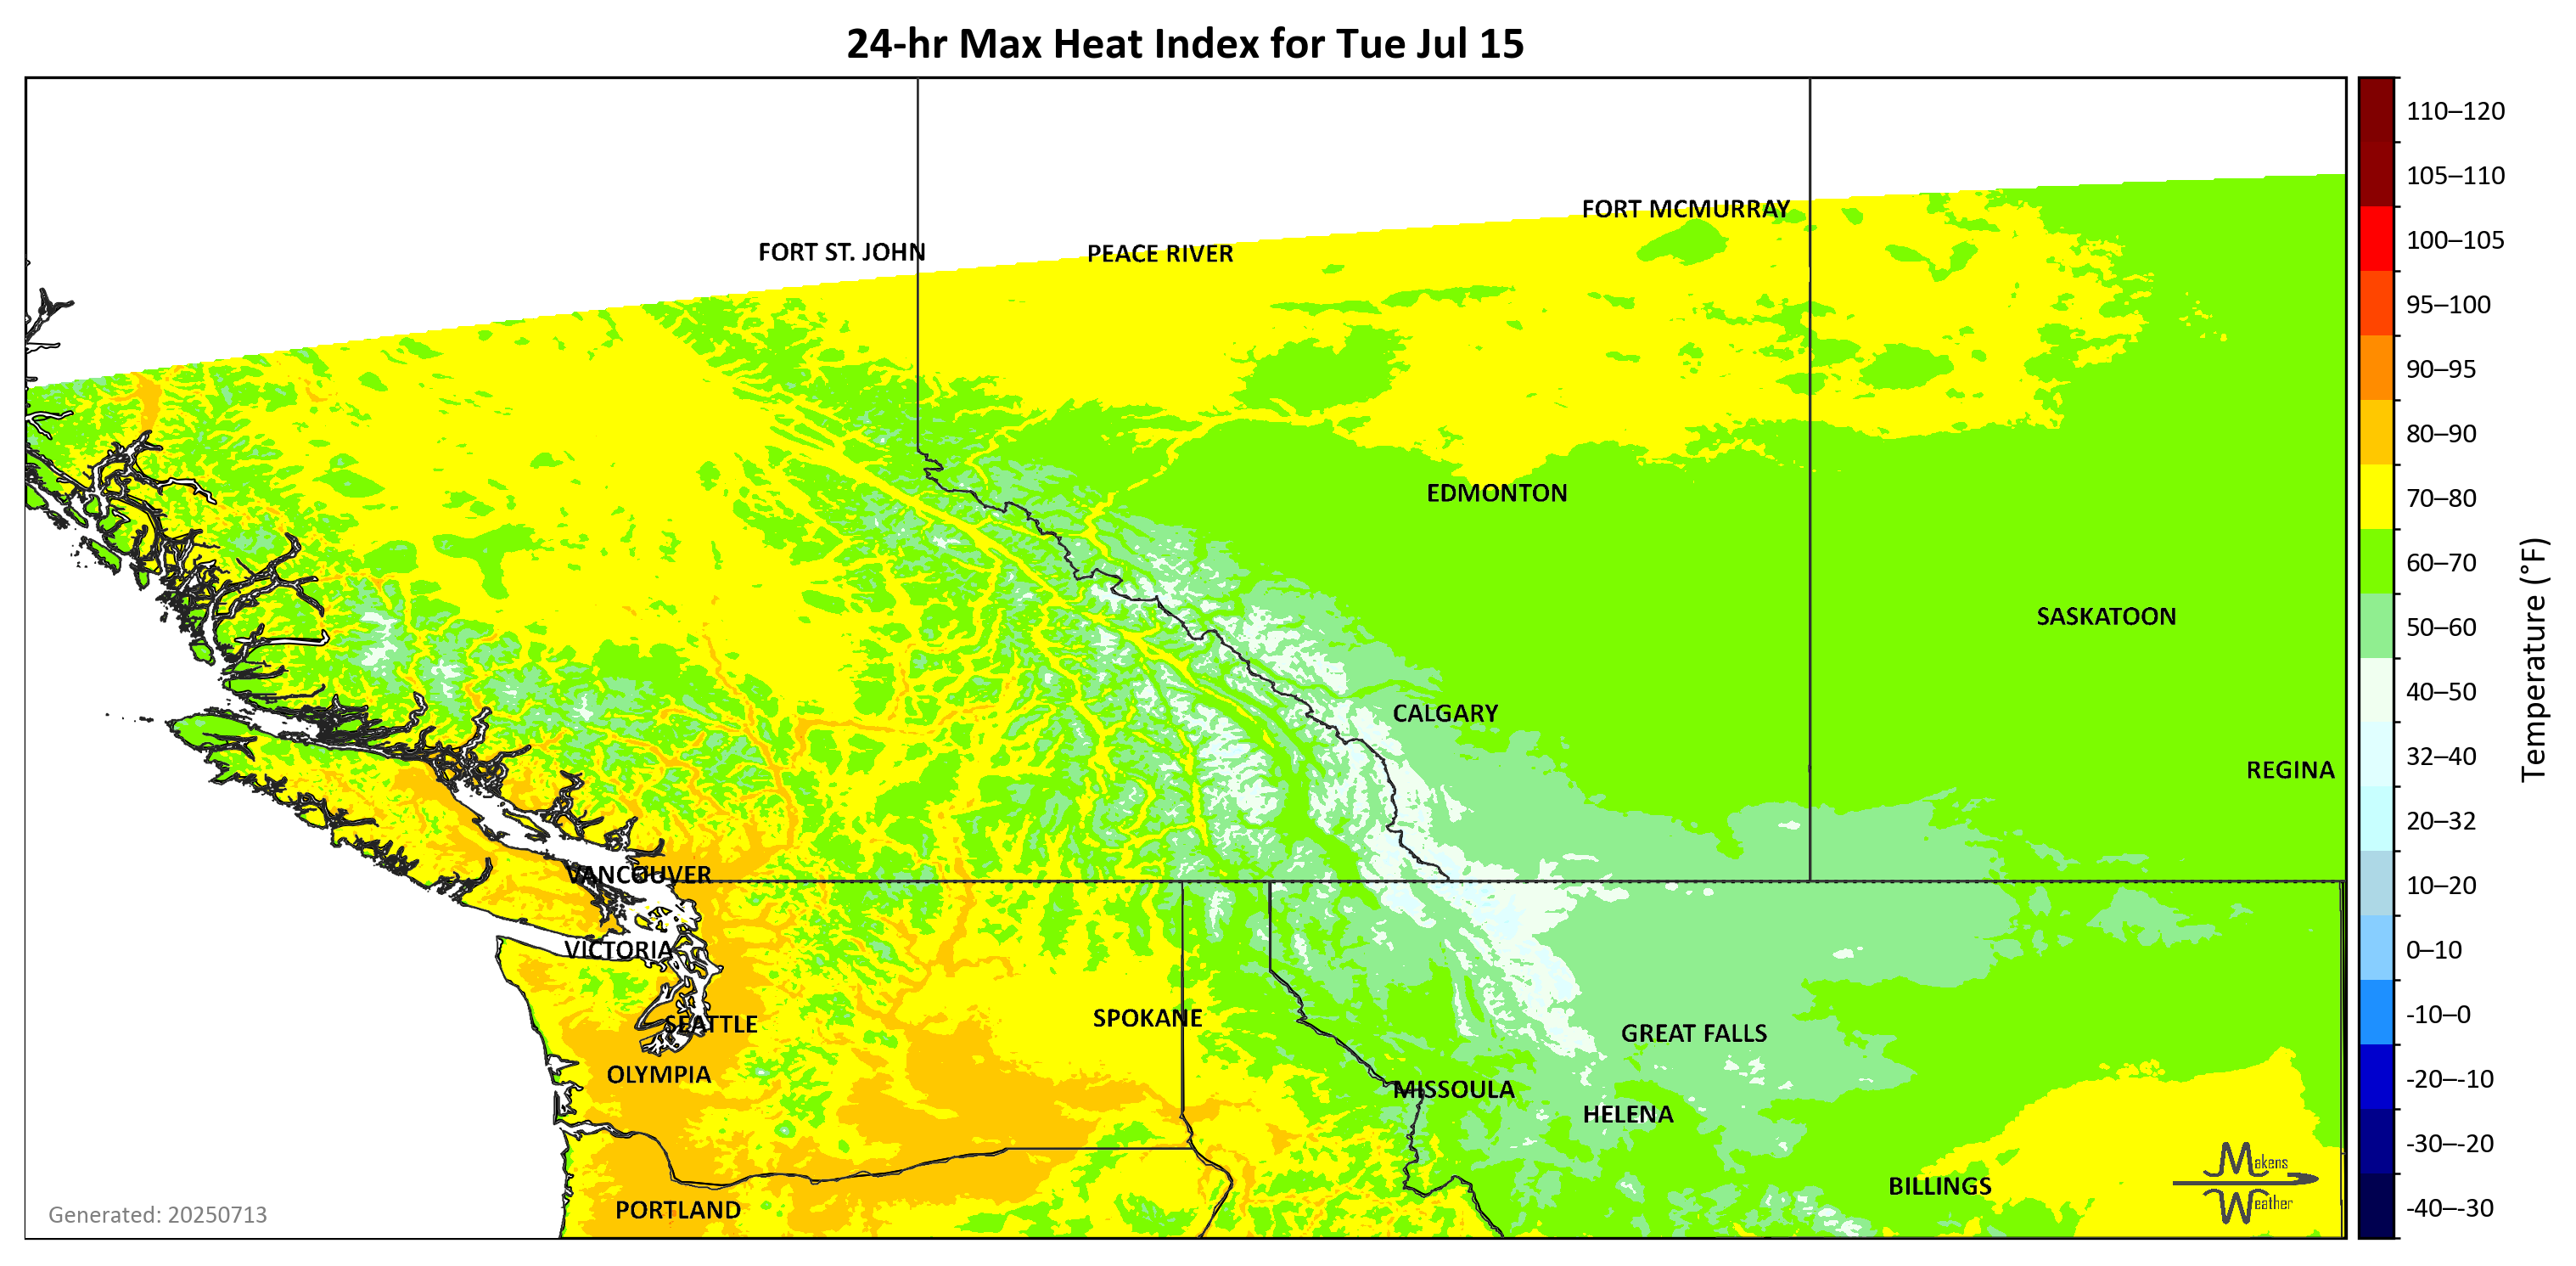 24-hr Max Heat Index for Tue Jul 15
110–120
105–110
FORT MCMURRAY
100–105
FORT ST. JOHN
PEACE RIVER
95–100
90–95
80–90
EDMONTON
70–80
60–70
SASKATOON
50–60
40–50
CALGARY
32–40
REGINA
Temperature (°F)
20–32
VANCOUVER
10–20
VICTORIA
0–10
SPOKANE
SEATTLE
GREAT FALLS
-10–0
OLYMPIA
MISSOULA
-20–-10
HELENA
-30–-20
Makens
Weather
BILLINGS
PORTLAND
-40–-30
Generated: 20250713